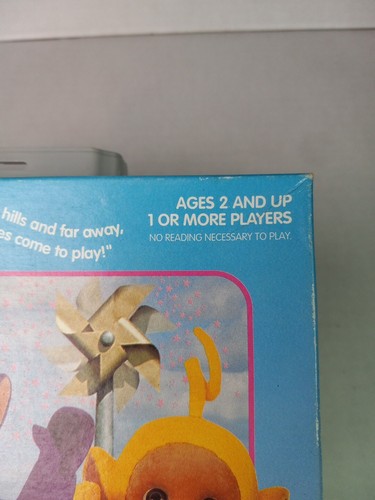 hills and far away,
es come to play!"
AGES 2 AND UP
1 OR MORE PLAYERS
NO READING NECESSARY TO PLAY.